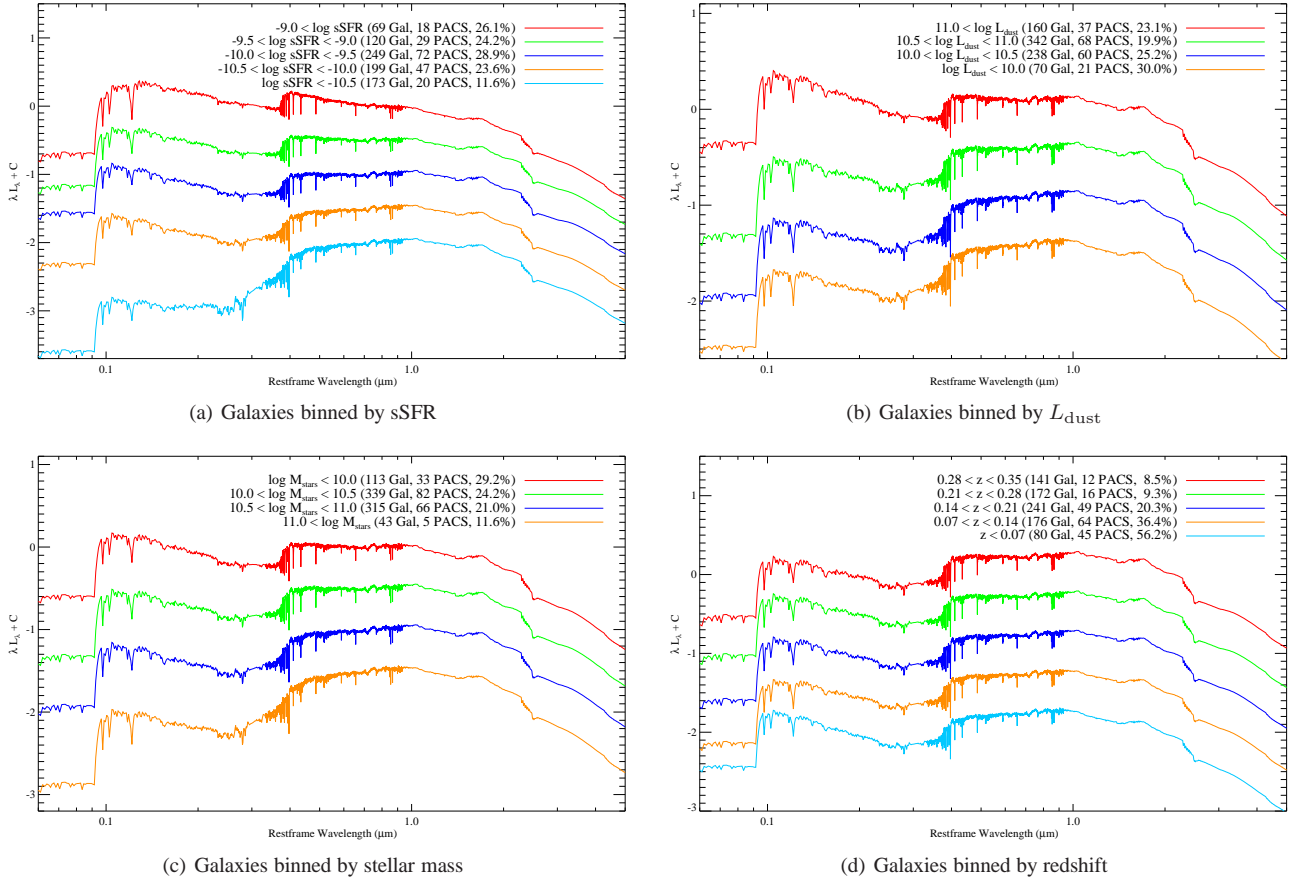 -9.0 < log sSFR (69 Gal, 18 PACS, 26.1%)
-9.5 < log sSFR < -9.0 (120 Gal, 29 PACS, 24.2%)
-10.0 < log sSFR < -9.5 (249 Gal, 72 PACS, 28.9%)
-10.5 < log sSFR < -10.0 (199 Gal, 47 PACS, 23.6%)
log sSFR < -10.5 (173 Gal, 20 PACS, 11.6%)
1
0
-1
-2
-3
λ L_λ + C
0.1
1.0
Restframe Wavelength (μm)
(a) Galaxies binned by sSFR
11.0 < log L_dust (160 Gal, 37 PACS, 23.1%)
10.5 < log L_dust < 11.0 (342 Gal, 68 PACS, 19.9%)
10.0 < log L_dust < 10.5 (238 Gal, 60 PACS, 25.2%)
log L_dust < 10.0 (70 Gal, 21 PACS, 30.0%)
1
0
-1
-2
λ L_λ + C
0.1
1.0
Restframe Wavelength (μm)
(b) Galaxies binned by L_dust
log M_stars < 10.0 (113 Gal, 33 PACS, 29.2%)
10.0 < log M_stars < 10.5 (339 Gal, 82 PACS, 24.2%)
10.5 < log M_stars < 11.0 (315 Gal, 66 PACS, 21.0%)
11.0 < log M_stars (43 Gal, 5 PACS, 11.6%)
1
0
-1
-2
-3
λ L_λ + C
0.1
1.0
Restframe Wavelength (μm)
(c) Galaxies binned by stellar mass
0.28 < z < 0.35 (141 Gal, 12 PACS, 8.5%)
0.21 < z < 0.28 (172 Gal, 16 PACS, 9.3%)
0.14 < z < 0.21 (241 Gal, 49 PACS, 20.3%)
0.07 < z < 0.14 (176 Gal, 64 PACS, 36.4%)
z < 0.07 (80 Gal, 45 PACS, 56.2%)
1
0
-1
-2
-3
λ L_λ + C
0.1
1.0
Restframe Wavelength (μm)
(d) Galaxies binned by redshift